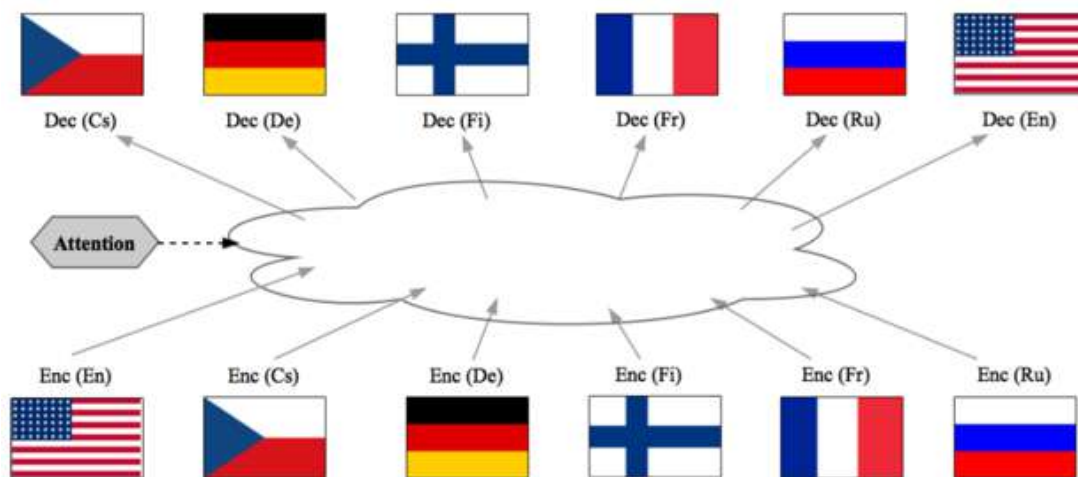 Dec (Cs) Dec (De) Dec (Fi) Dec (Fr) Dec (Ru) Dec (En)
Attention
Enc (En) Enc (Cs) Enc (De) Enc (Fi) Enc (Fr) Enc (Ru)